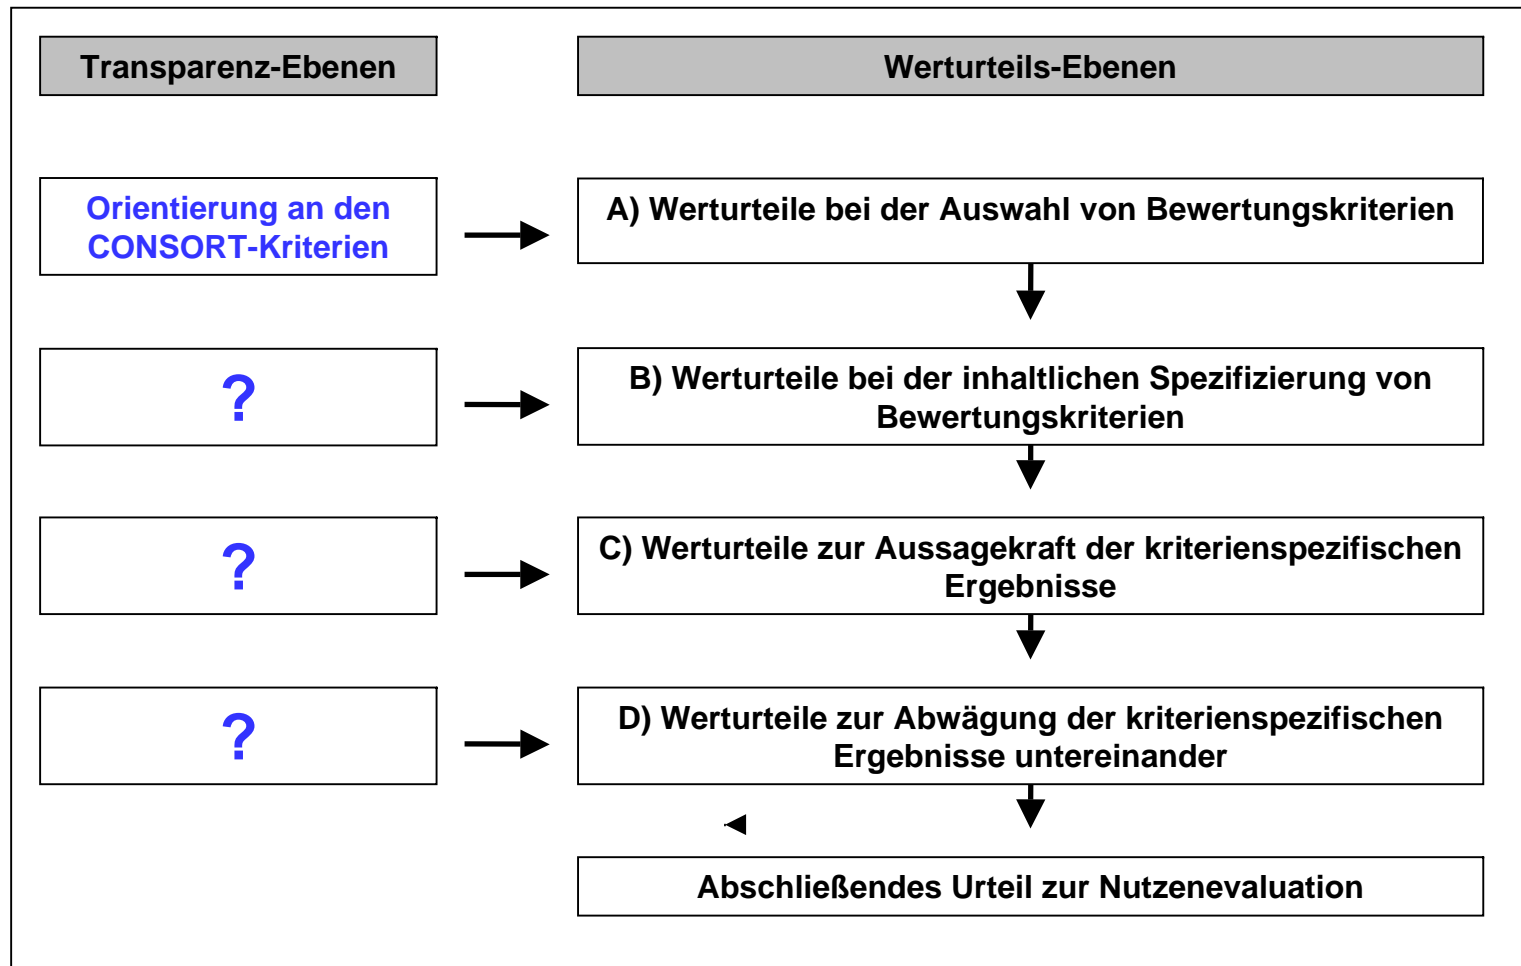 Transparenz-Ebenen
Werturteils-Ebenen
Orientierung an den
CONSORT-Kriterien
A) Werturteile bei der Auswahl von Bewertungskriterien
?
B) Werturteile bei der inhaltlichen Spezifizierung von
Bewertungskriterien
?
C) Werturteile zur Aussagekraft der kriterienspezifischen
Ergebnisse
?
D) Werturteile zur Abwägung der kriterienspezifischen
Ergebnisse untereinander
Abschließendes Urteil zur Nutzenevaluation